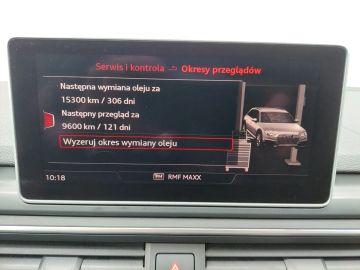 Serwis i kontrola Okresy przeglądów
Następna wymiana oleju za
15300 km / 306 dni
Następny przegląd za
9600 km / 121 dni
Wyzeruj okres wymiany oleju
10:18 RMF MAXX